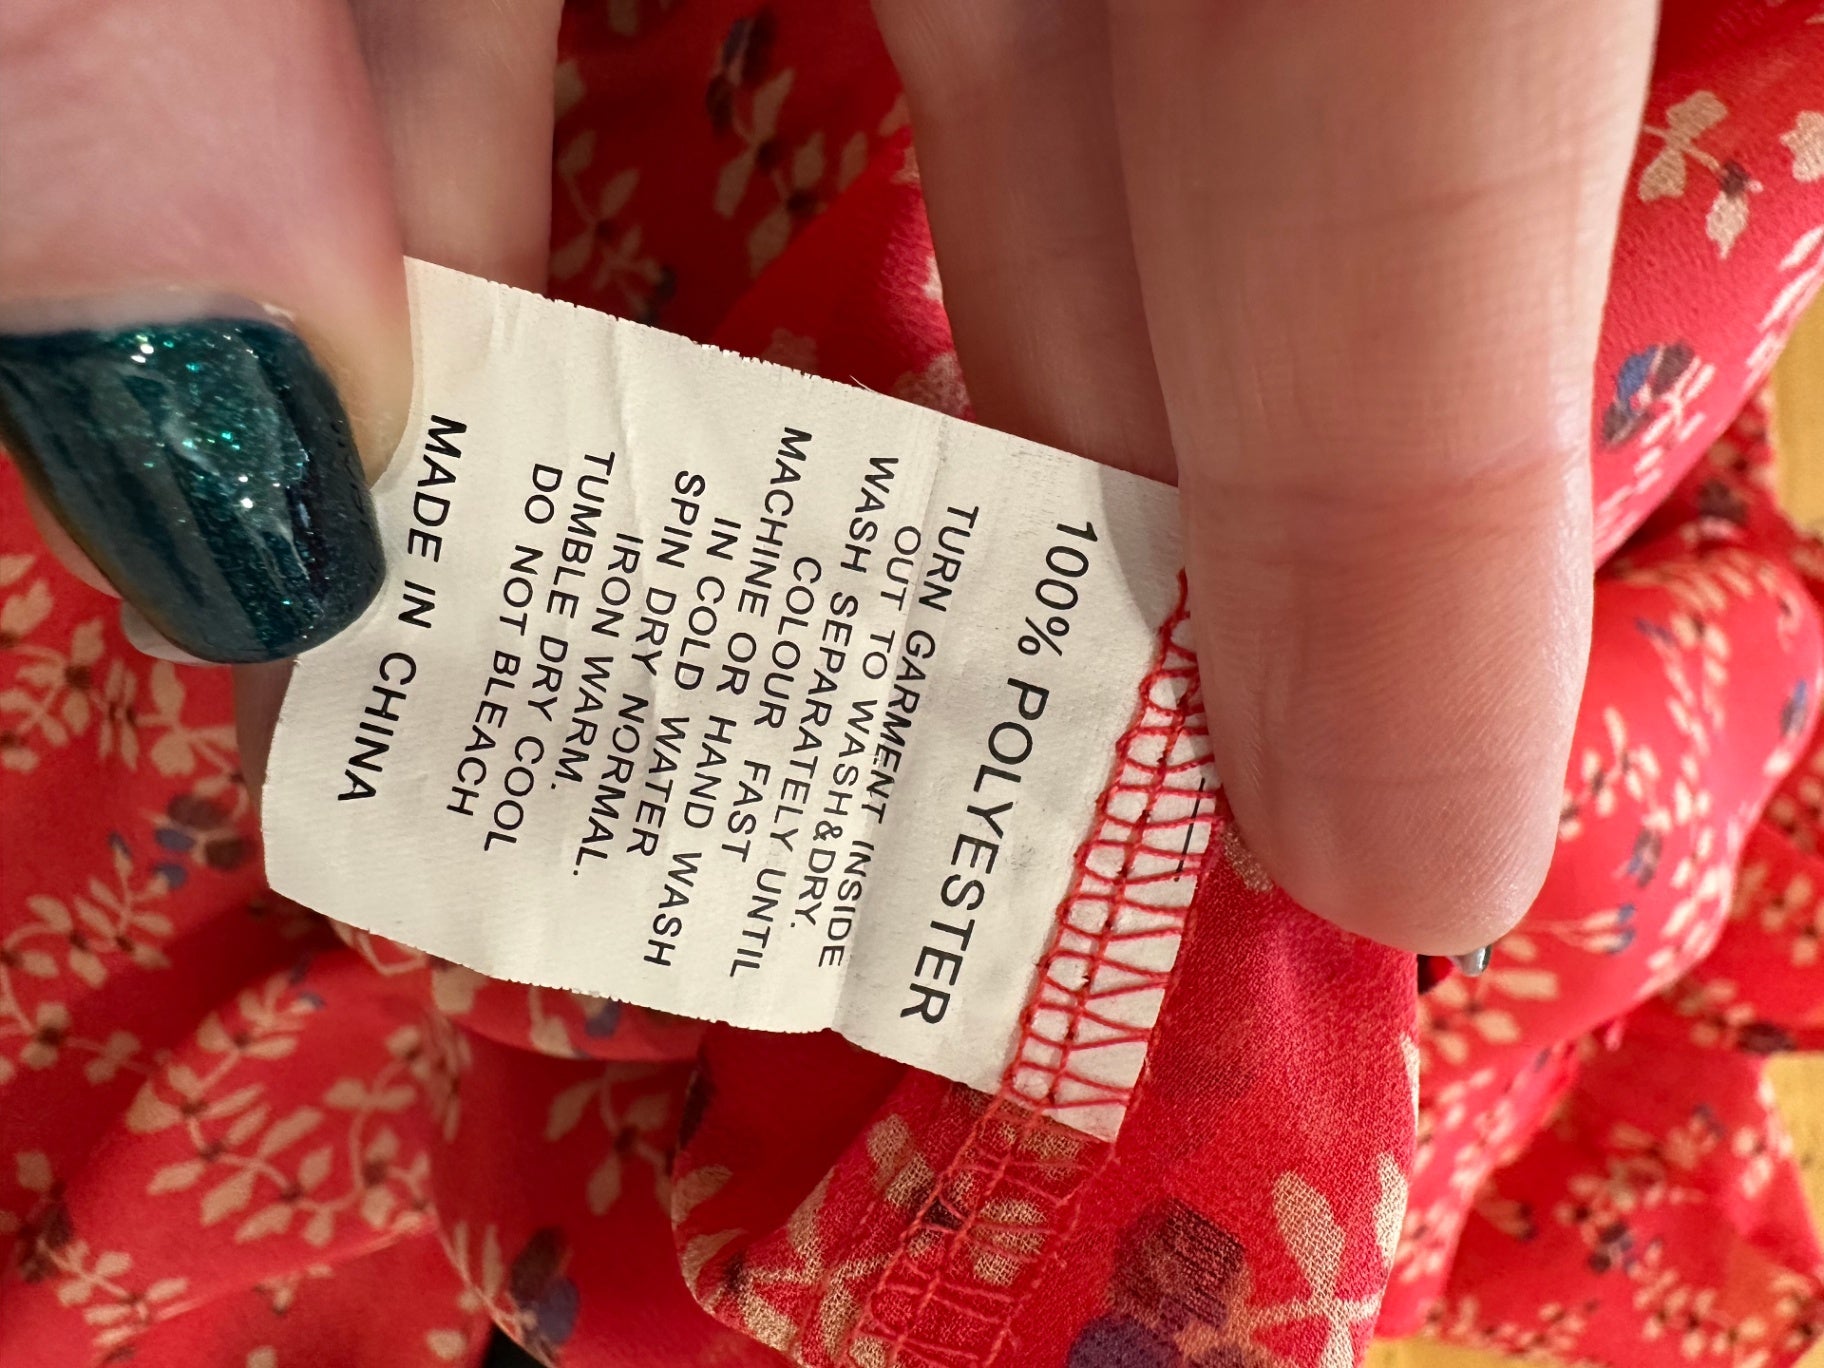 100% POLYESTER
TURN GARMENT INSIDE
OUT TO WASH&DRY.
WASH SEPARATELY UNTIL
COLOUR FAST
MACHINE OR HAND WASH
IN COLD WATER
SPIN DRY NORMAL.
IRON WARM.
TUMBLE DRY COOL
DO NOT BLEACH
MADE IN CHINA